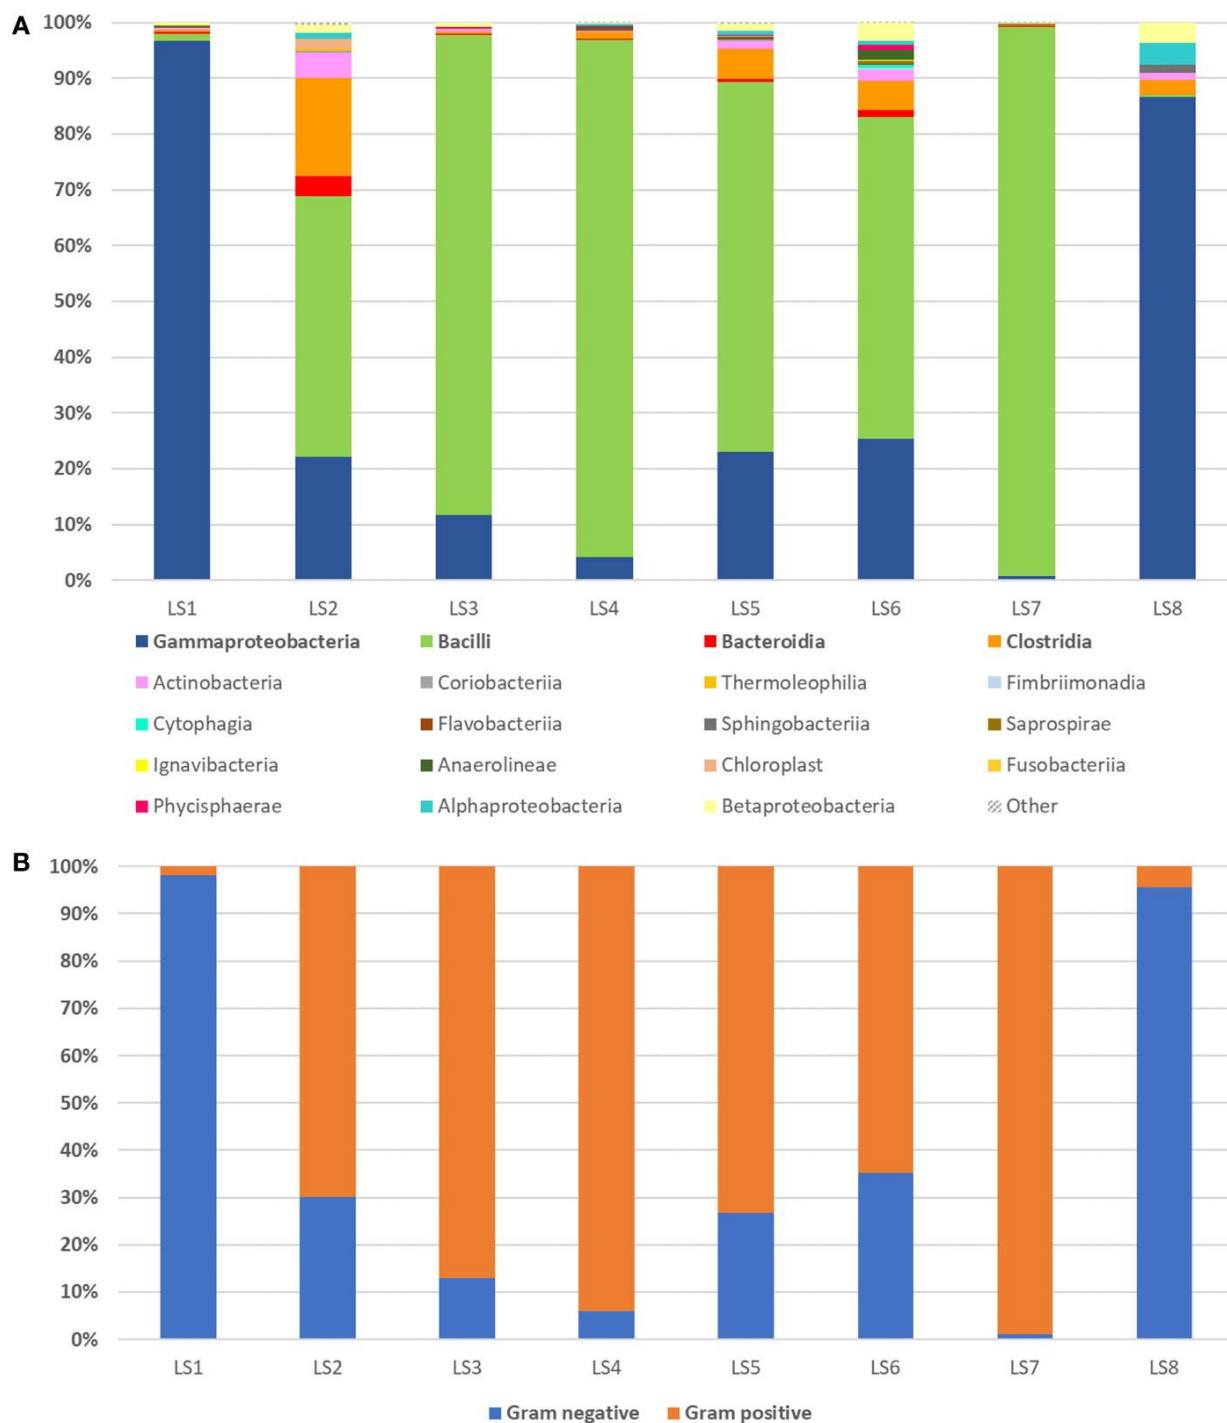 A
100%
90%
80%
70%
60%
50%
40%
30%
20%
10%
0%
LS1 LS2 LS3 LS4 LS5 LS6 LS7 LS8
Gammaproteobacteria Bacilli Bacteroidia Clostridia
Actinobacteria Coriobacteriia Thermoleophilia Fimbriimonadia
Cytophagia Flavobacteriia Sphingobacteriia Saprospirae
Ignavibacteria Anaerolineae Chloroplast Fusobacteriia
Phycisphaerae Alphaproteobacteria Betaproteobacteria Other
B
100%
90%
80%
70%
60%
50%
40%
30%
20%
10%
0%
LS1 LS2 LS3 LS4 LS5 LS6 LS7 LS8
Gram negative Gram positive